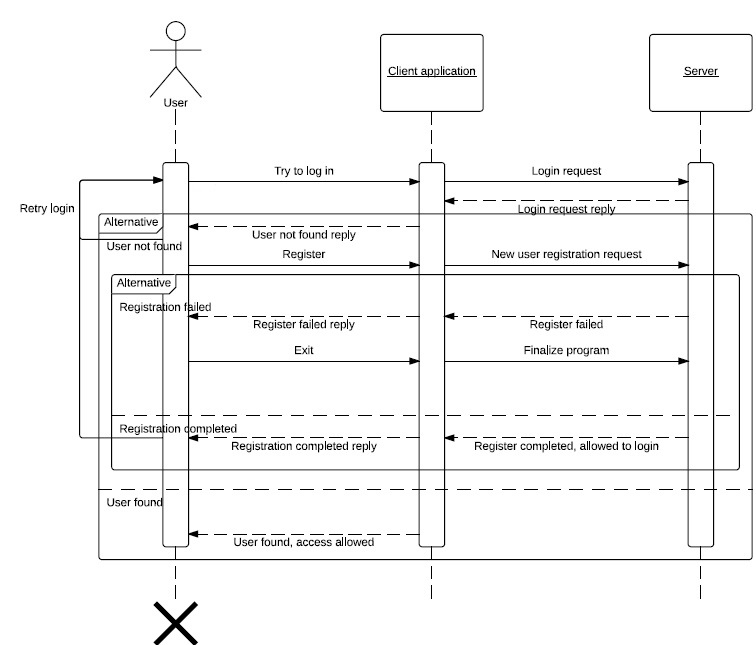 Client application
Server
User
Try to log in
Login request
Retry login
Login request reply
Alternative
User not found reply
User not found
Register
New user registration request
Alternative
Registration failed
Register failed reply
Register failed
Exit
Finalize program
Registration completed
Registration completed reply
Register completed, allowed to login
User found
User found, access allowed